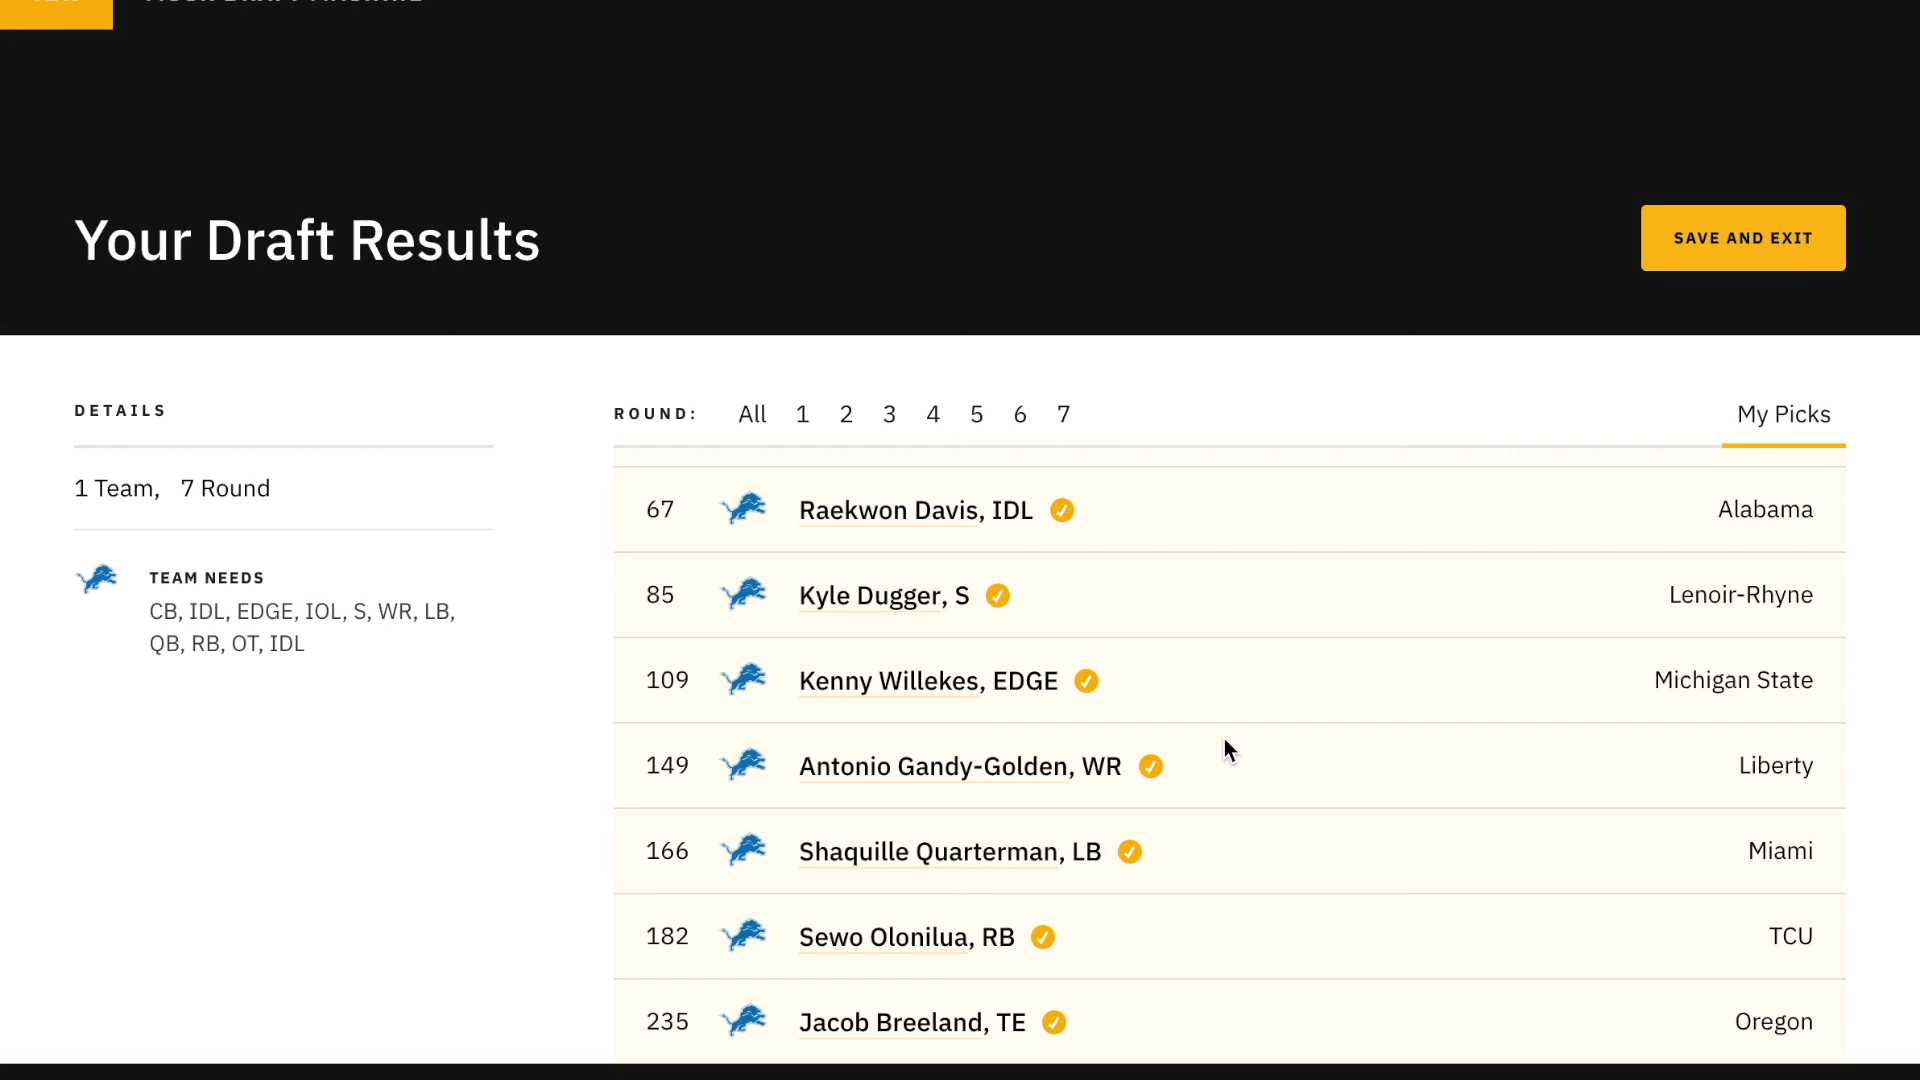 Your Draft Results
SAVE AND EXIT
DETAILS
1 Team, 7 Round
TEAM NEEDS
CB, IDL, EDGE, IOL, S, WR, LB,
QB, RB, OT, IDL
ROUND: All 1 2 3 4 5 6 7 My Picks
67 Raekwon Davis, IDL Alabama
85 Kyle Dugger, S Lenoir-Rhyne
109 Kenny Willekes, EDGE Michigan State
149 Antonio Gandy-Golden, WR Liberty
166 Shaquille Quarterman, LB Miami
182 Sewo Olonilua, RB TCU
235 Jacob Breeland, TE Oregon